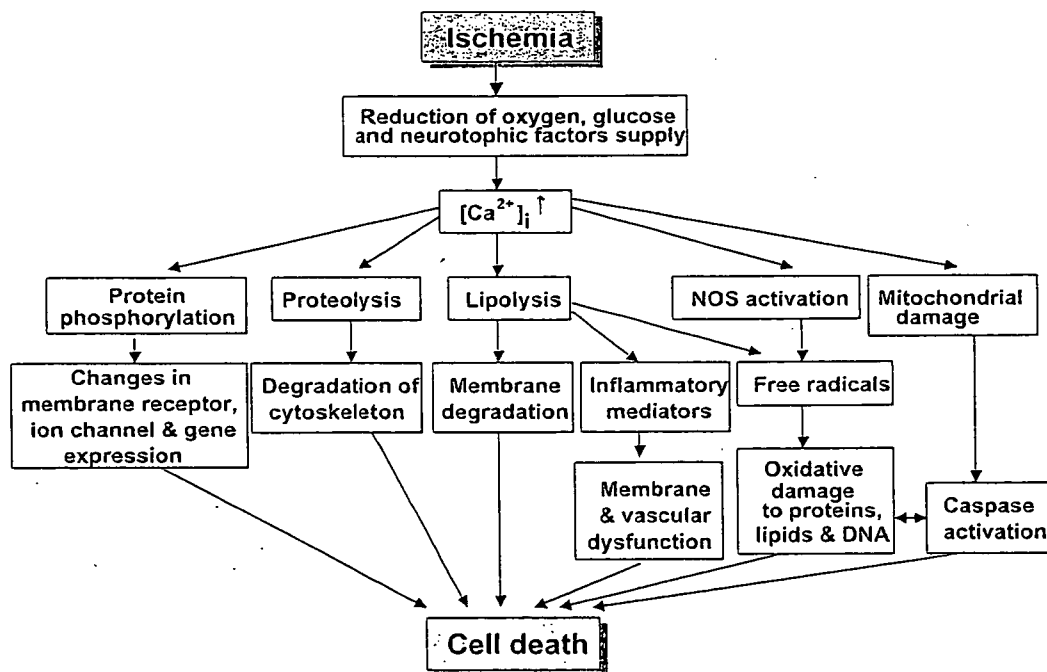 Ischemia
Reduction of oxygen, glucose
and neurotophic factors supply
[Ca²⁺]ᵢ ↑
Protein
phosphorylation
Proteolysis
Lipolysis
NOS activation
Mitochondrial
damage
Changes in
membrane receptor,
ion channel & gene
expression
Degradation of
cytoskeleton
Membrane
degradation
Inflammatory
mediators
Free radicals
Membrane
& vascular
dysfunction
Oxidative
damage
to proteins,
lipids & DNA
Caspase
activation
Cell death